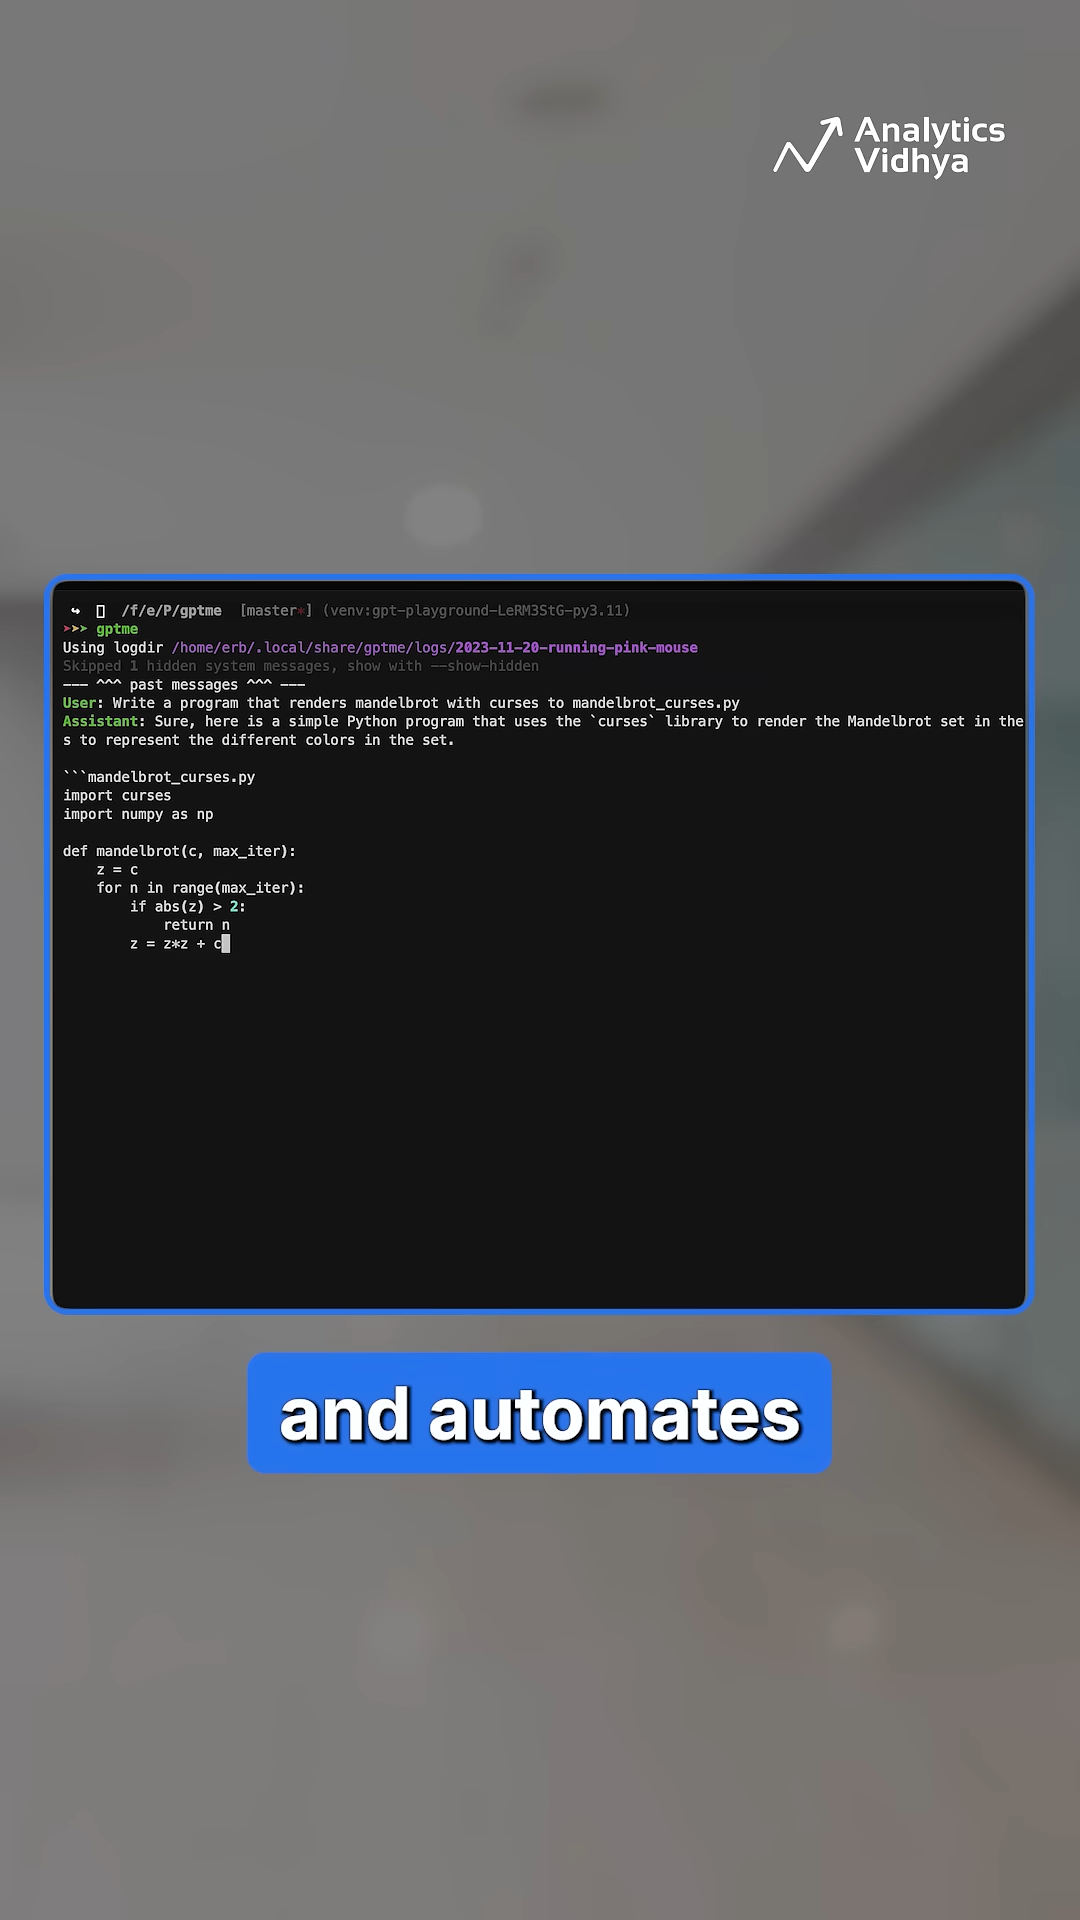 Analytics
Vidhya
↪ ▯ /f/e/P/gptme [master*] (venv:gpt-playground-LeRM3StG-py3.11)
➤➤➤ gptme
Using logdir /home/erb/.local/share/gptme/logs/2023-11-20-running-pink-mouse
Skipped 1 hidden system messages, show with --show-hidden
--- ^^^ past messages ^^^ ---
User: Write a program that renders mandelbrot with curses to mandelbrot_curses.py
Assistant: Sure, here is a simple Python program that uses the `curses` library to render the Mandelbrot set in the
s to represent the different colors in the set.
```mandelbrot_curses.py
import curses
import numpy as np
def mandelbrot(c, max_iter):
    z = c
    for n in range(max_iter):
        if abs(z) > 2:
            return n
        z = z*z + c
and automates